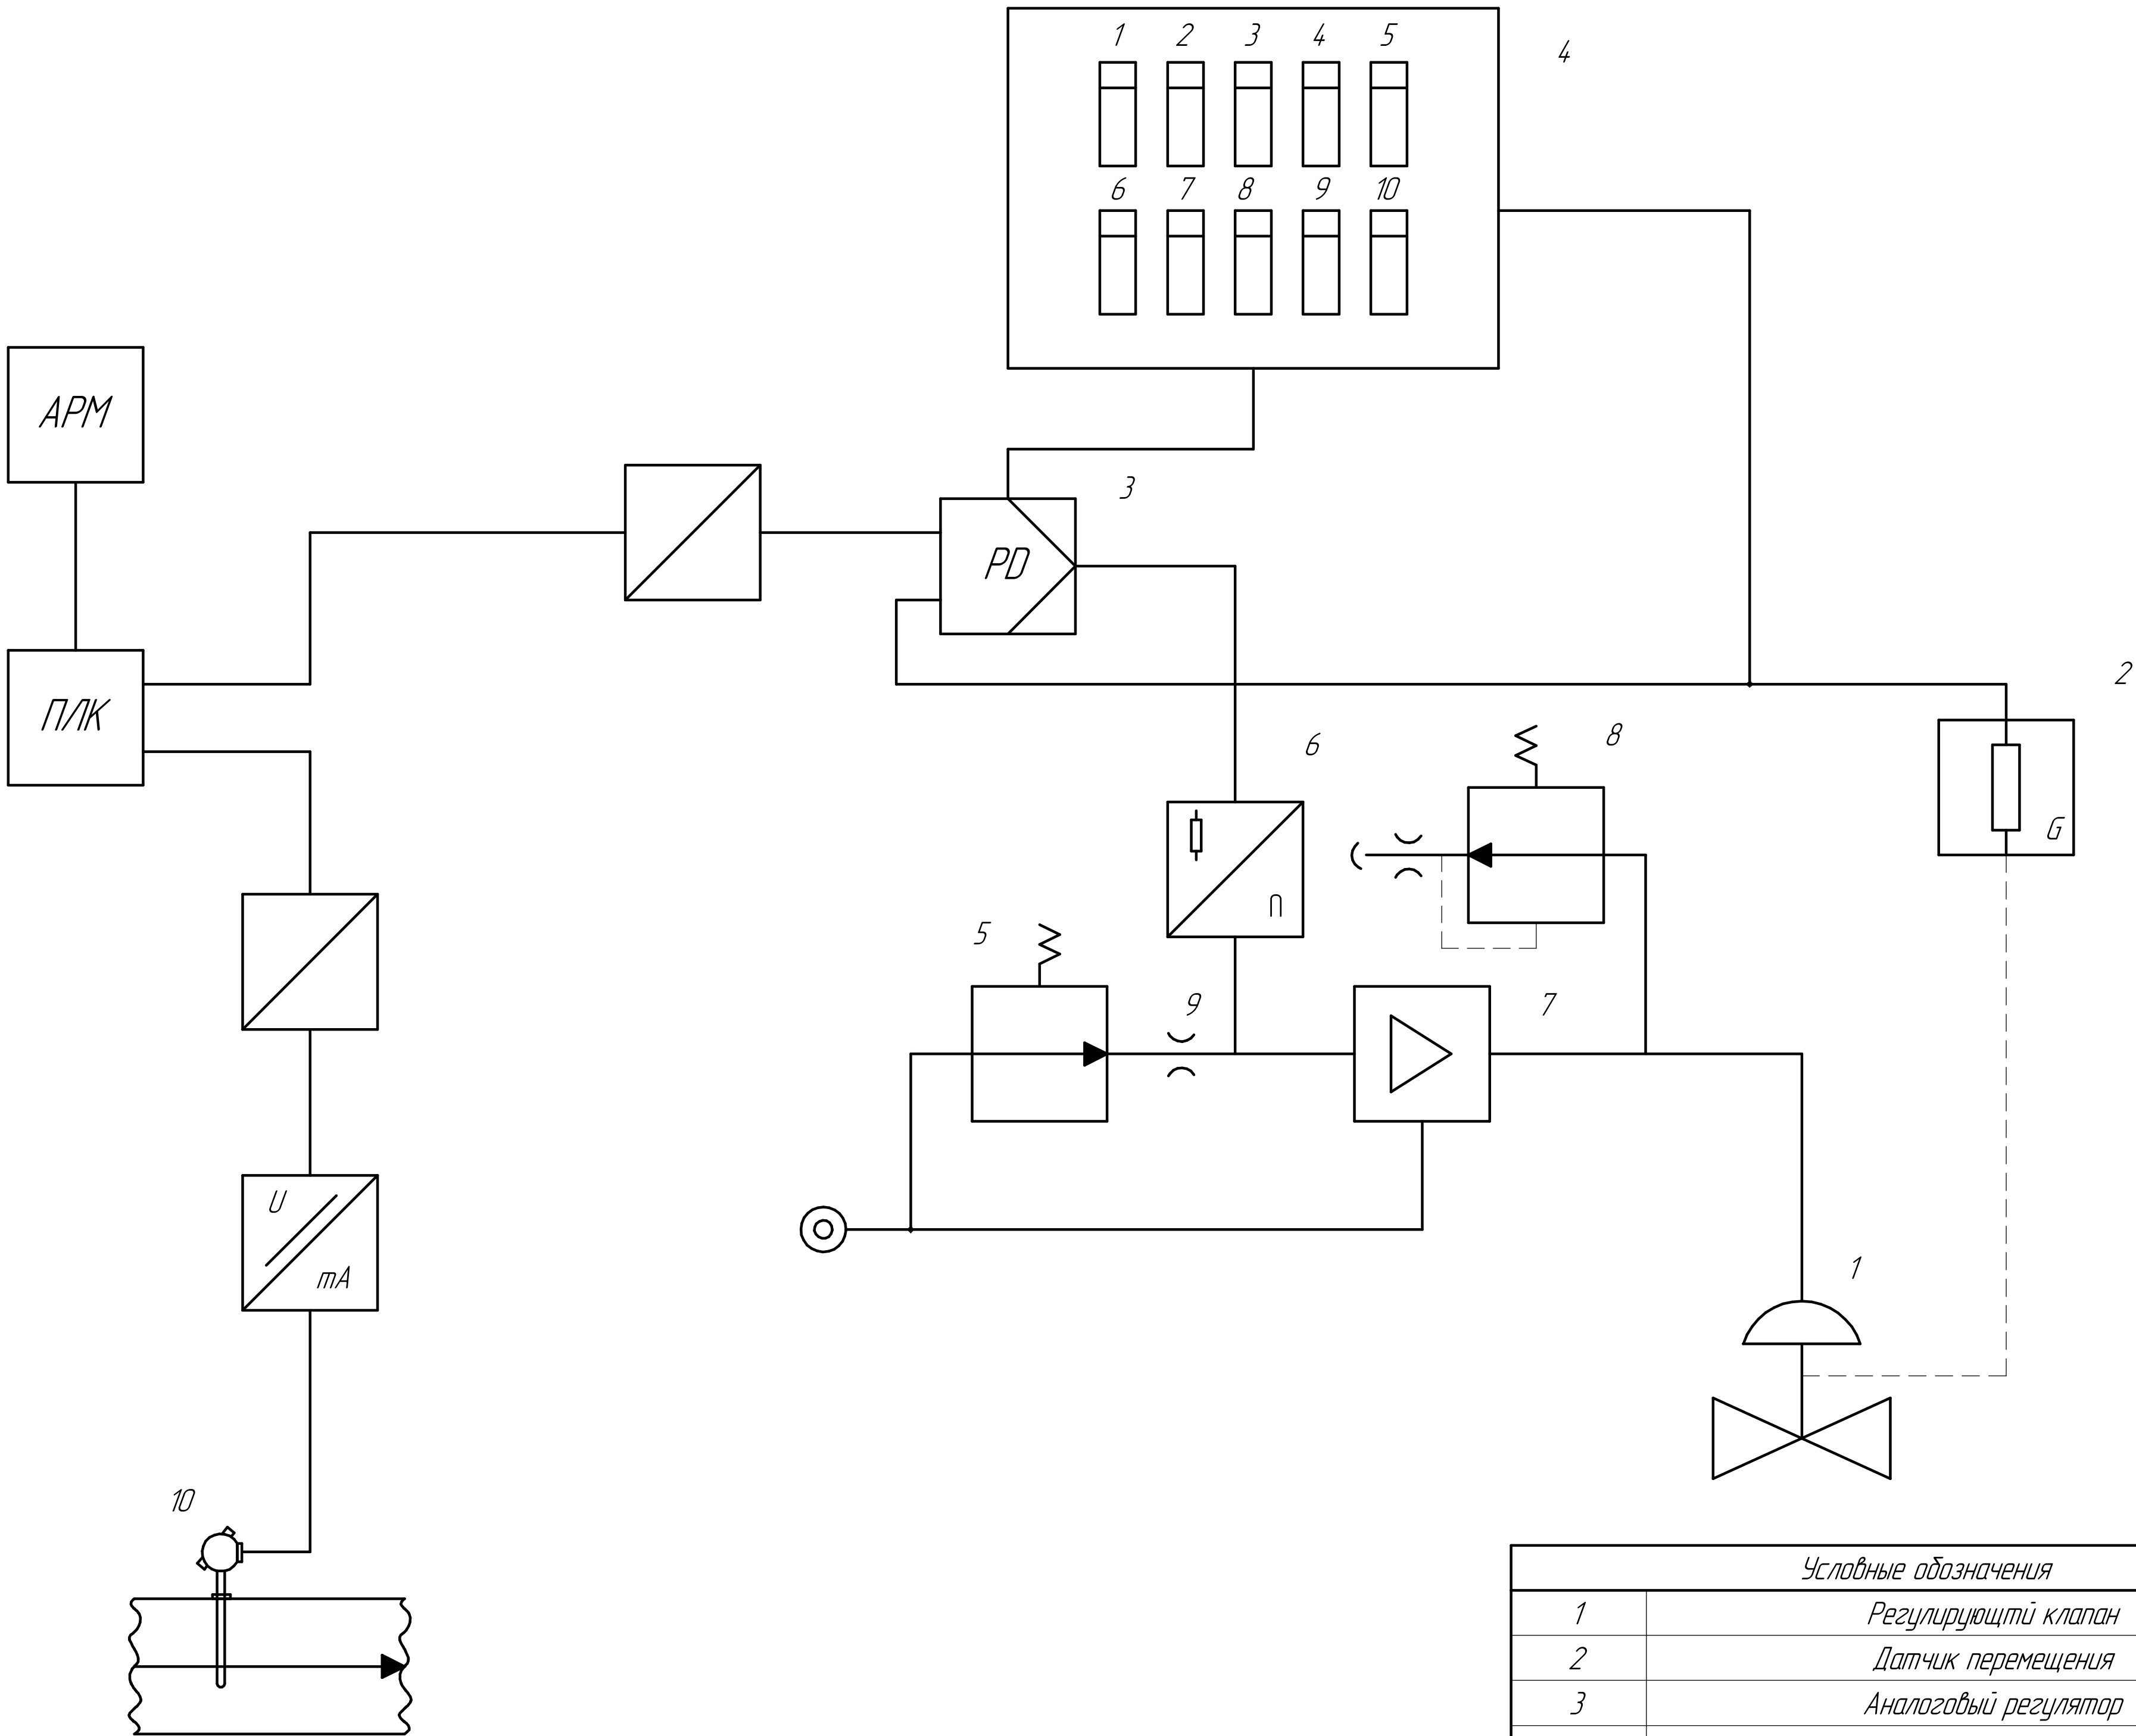 1 2 3 4 5
4
6 7 8 9 10
АРМ
3
PD
2
ПЛК
6
8
G
5
п
9
7
U
mA
1
10
Условные обозначения
1 Регулирующтй клапан
2 Датчик перемещения
3 Аналоговый регулятор